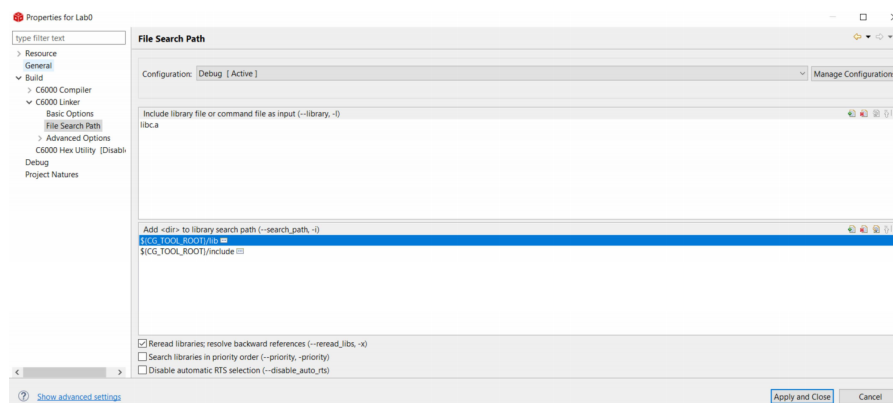 Properties for Lab0
type filter text
File Search Path
Resource
General
Build
C6000 Compiler
C6000 Linker
Basic Options
File Search Path
Advanced Options
C6000 Hex Utility [Disabl
Debug
Project Natures
Configuration: Debug [ Active ]
Manage Configuration
Include library file or command file as input (--library, -l)
libc.a
Add <dir> to library search path (--search_path, -i)
${CG_TOOL_ROOT}/lib
${CG_TOOL_ROOT}/include
Reread libraries; resolve backward references (--reread_libs, -x)
Search libraries in priority order (--priority, -priority)
Disable automatic RTS selection (--disable_auto_rts)
Show advanced settings
Apply and Close
Cancel